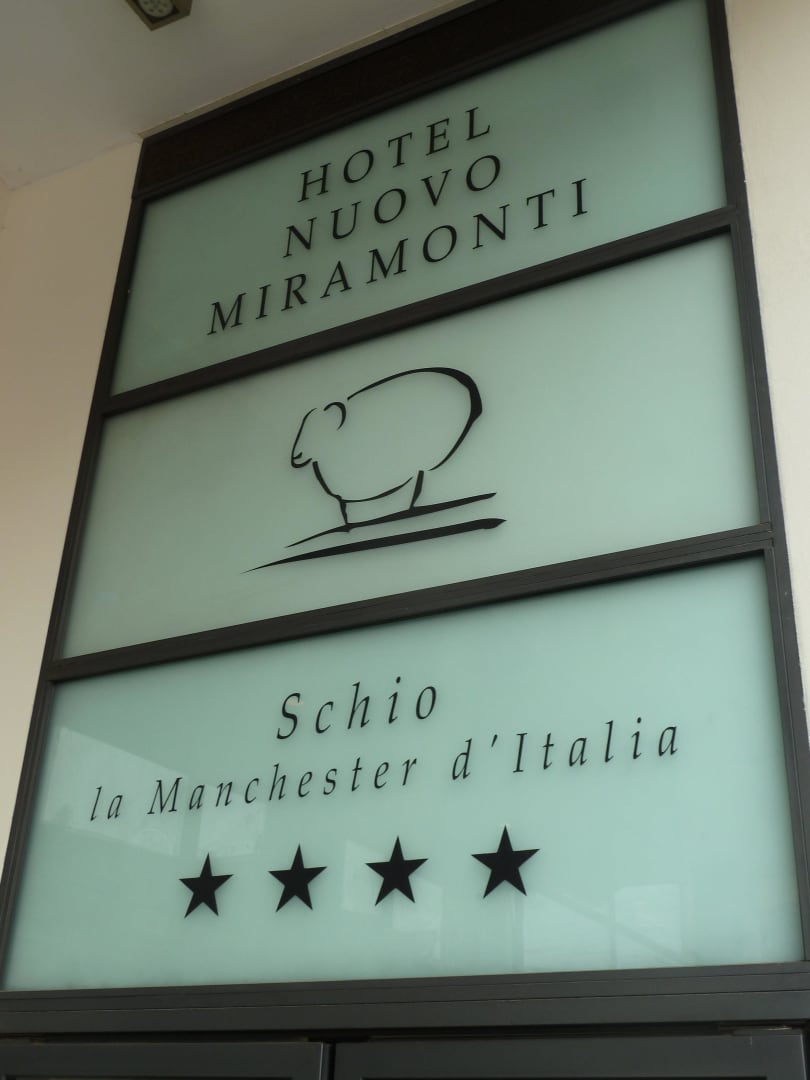 HOTEL
NUOVO
MIRAMONTI
Schio
la Manchester d'Italia